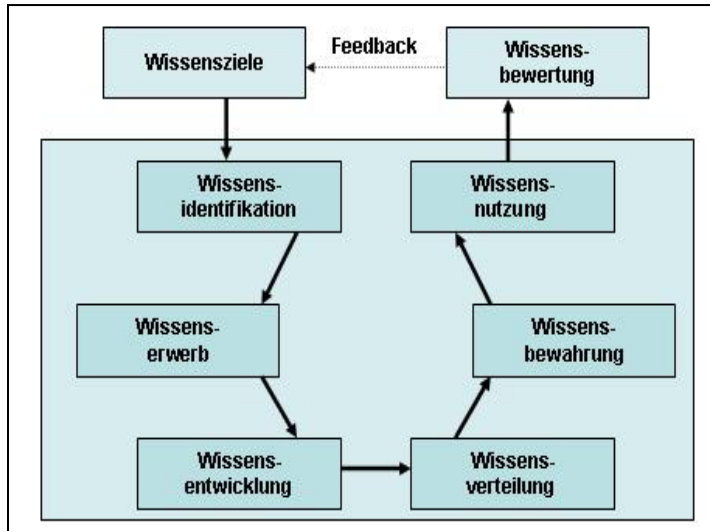 Wissensziele
Feedback
Wissens-
bewertung
Wissens-
identifikation
Wissens-
nutzung
Wissens-
erwerb
Wissens-
bewahrung
Wissens-
entwicklung
Wissens-
verteilung